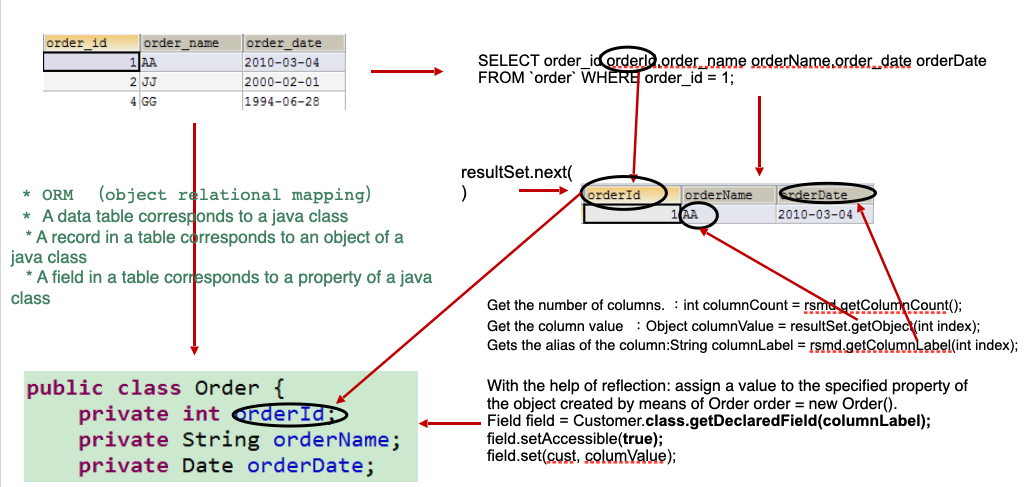 order_id order_name order_date
1 AA 2010-03-04
2 JJ 2000-02-01
4 GG 1994-06-28
SELECT order_id orderId,order_name orderName,order_date orderDate
FROM `order` WHERE order_id = 1;
resultSet.next(
)
orderId orderName orderDate
1 AA 2010-03-04
* ORM （object relational mapping）
* A data table corresponds to a java class
* A record in a table corresponds to an object of a
java class
* A field in a table corresponds to a property of a java
class
Get the number of columns. ：int columnCount = rsmd.getColumnCount();
Get the column value ：Object columnValue = resultSet.getObject(int index);
Gets the alias of the column:String columnLabel = rsmd.getColumnLabel(int index);
With the help of reflection: assign a value to the specified property of
the object created by means of Order order = new Order().
Field field = Customer.class.getDeclaredField(columnLabel);
field.setAccessible(true);
field.set(cust, columValue);
public class Order {
private int orderId;
private String orderName;
private Date orderDate;